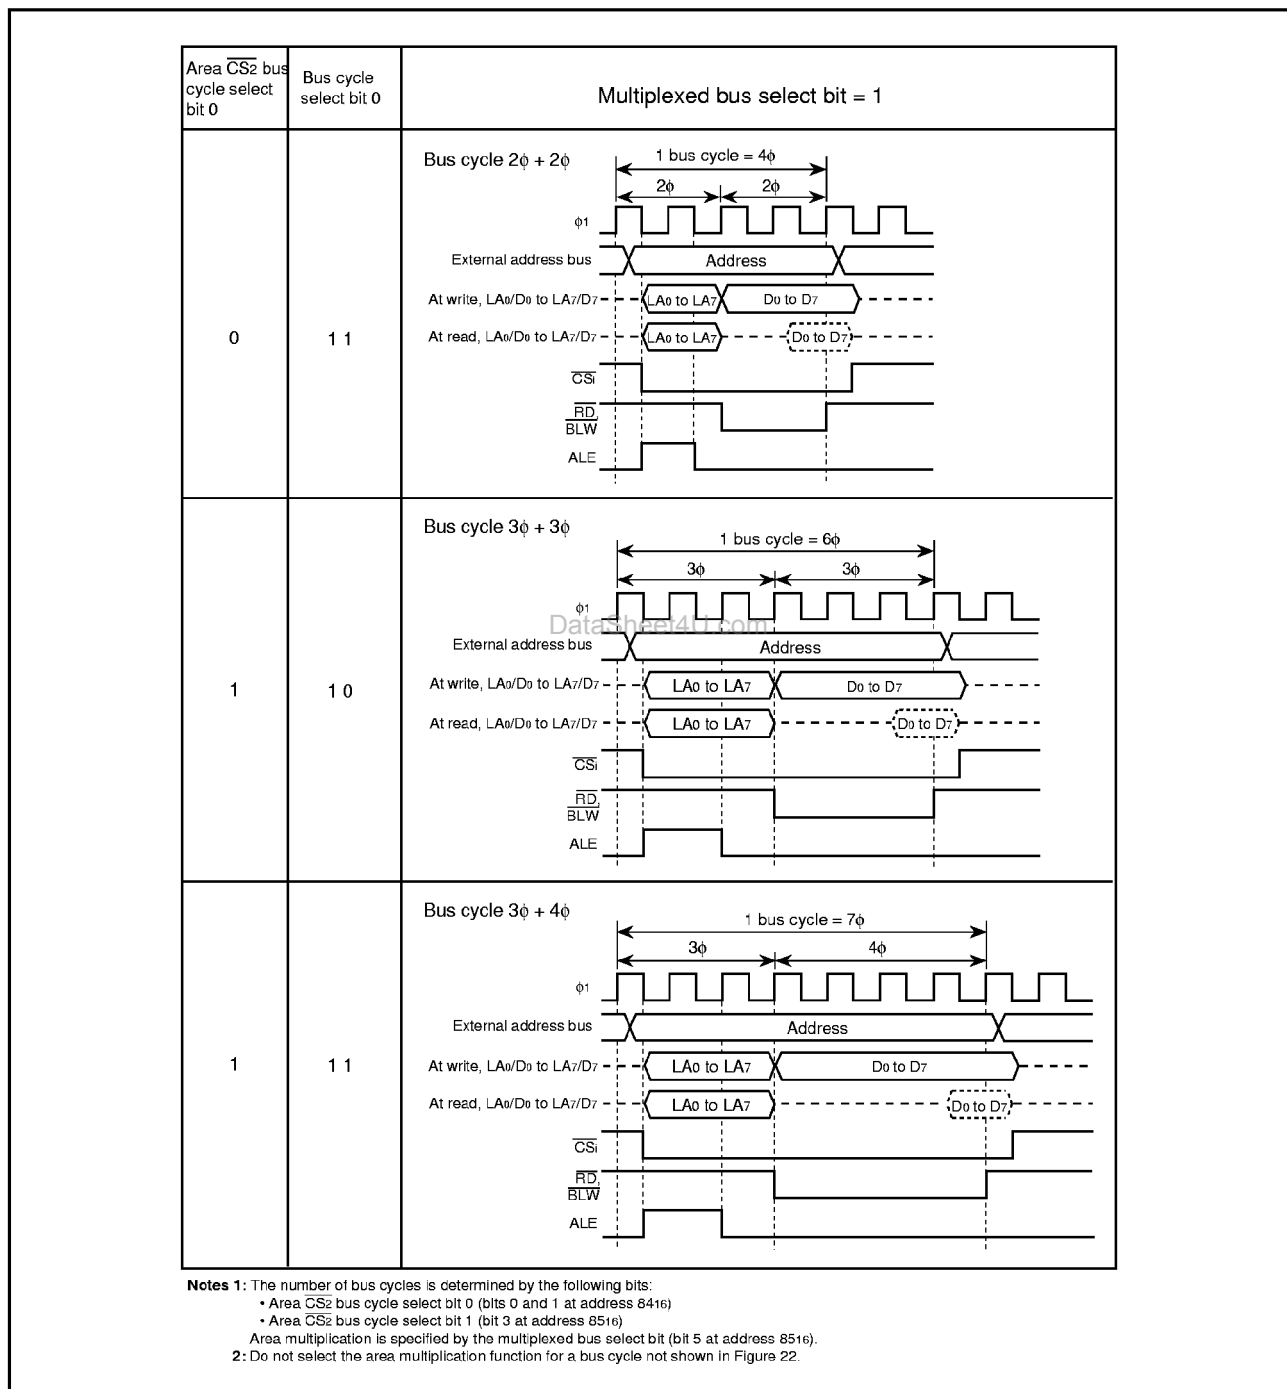 Area CS2 bus
cycle select
bit 0
Bus cycle
select bit 0
Multiplexed bus select bit = 1
0
1 1
Bus cycle 2ϕ + 2ϕ
1 bus cycle = 4ϕ
2ϕ 2ϕ
ϕ1
External address bus
Address
At write, LA0/D0 to LA7/D7
LA0 to LA7
D0 to D7
At read, LA0/D0 to LA7/D7
LA0 to LA7
D0 to D7
CSi
RD,
BLW
ALE
1
1 0
Bus cycle 3ϕ + 3ϕ
1 bus cycle = 6ϕ
3ϕ 3ϕ
ϕ1
DataSheet4U.com
External address bus
Address
At write, LA0/D0 to LA7/D7
LA0 to LA7
D0 to D7
At read, LA0/D0 to LA7/D7
LA0 to LA7
D0 to D7
CSi
RD,
BLW
ALE
1
1 1
Bus cycle 3ϕ + 4ϕ
1 bus cycle = 7ϕ
3ϕ 4ϕ
ϕ1
External address bus
Address
At write, LA0/D0 to LA7/D7
LA0 to LA7
D0 to D7
At read, LA0/D0 to LA7/D7
LA0 to LA7
D0 to D7
CSi
RD,
BLW
ALE
Notes 1: The number of bus cycles is determined by the following bits:
• Area CS2 bus cycle select bit 0 (bits 0 and 1 at address 8416)
• Area CS2 bus cycle select bit 1 (bit 3 at address 8516)
Area multiplication is specified by the multiplexed bus select bit (bit 5 at address 8516).
2: Do not select the area multiplication function for a bus cycle not shown in Figure 22.